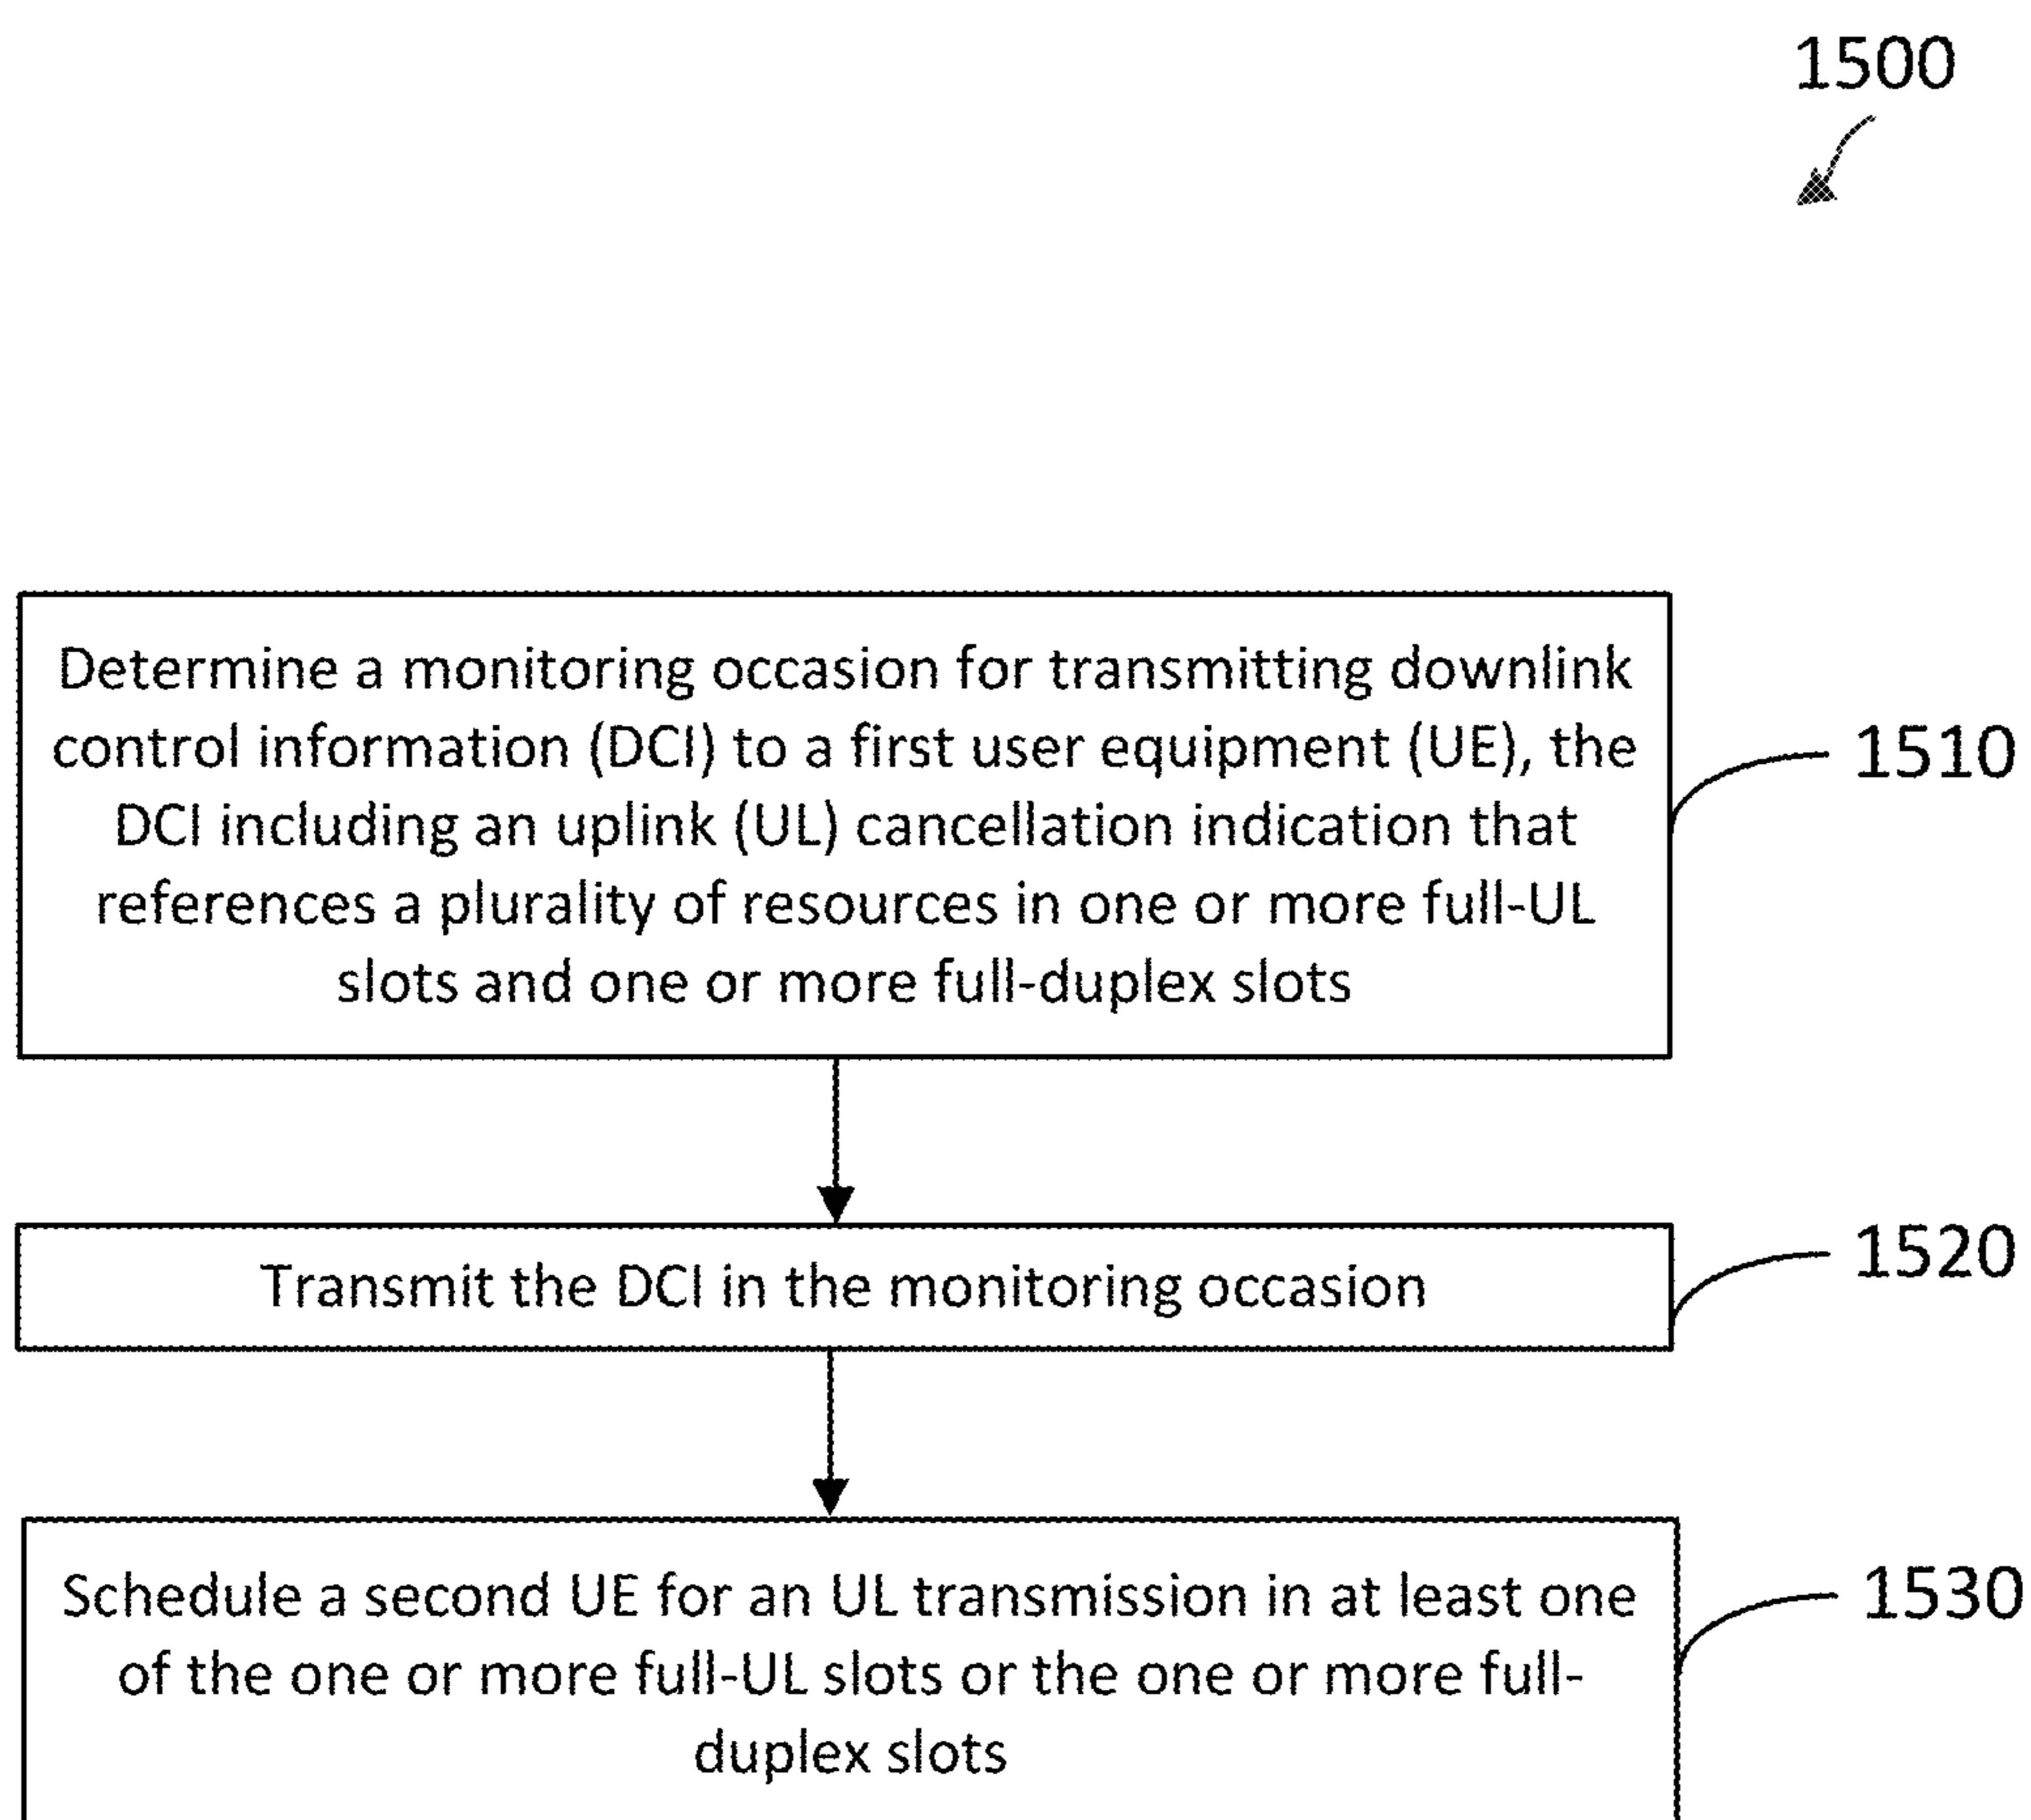 1500
Determine a monitoring occasion for transmitting downlink
control information (DCI) to a first user equipment (UE), the
DCI including an uplink (UL) cancellation indication that
references a plurality of resources in one or more full-UL
slots and one or more full-duplex slots
1510
Transmit the DCI in the monitoring occasion
1520
Schedule a second UE for an UL transmission in at least one
of the one or more full-UL slots or the one or more full-
duplex slots
1530